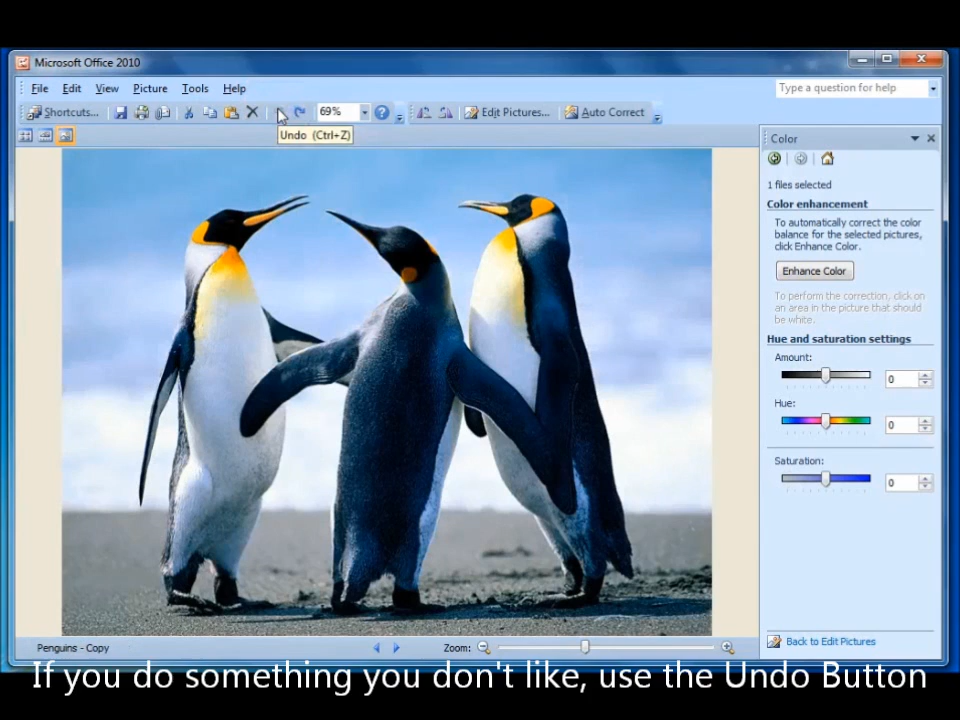 Microsoft Office 2010
File Edit View Picture Tools Help
Type a question for help
Shortcuts... 69% Edit Pictures... Auto Correct
Undo (Ctrl+Z)
Color
1 files selected
Color enhancement
To automatically correct the color
balance for the selected pictures,
click Enhance Color.
Enhance Color
To perform the correction, click on
an area in the picture that should
be white.
Hue and saturation settings
Amount:
0
Hue:
0
Saturation:
0
Back to Edit Pictures
Penguins - Copy
Zoom:
If you do something you don't like, use the Undo Button